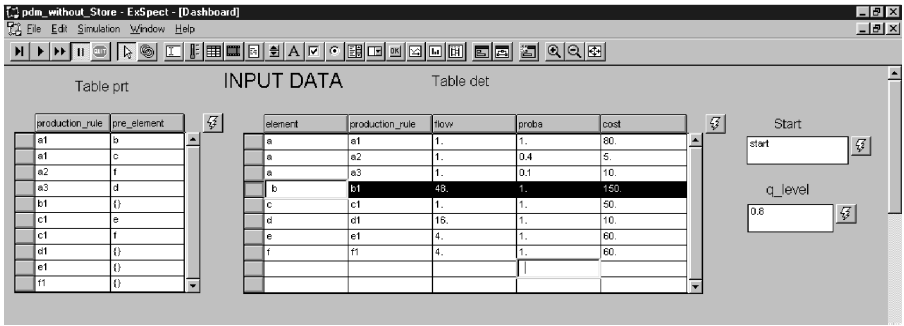 pdm_without_Store - ExSpect - [Dashboard]
File Edit Simulation Window Help
Table prt
INPUT DATA
Table det
production_rule pre_element
a1 b
a1 c
a2 f
a3 d
b1 {}
c1 e
c1 f
d1 {}
e1 {}
f1 {}
element production_rule flow proba cost
a a1 1. 1. 80.
a a2 1. 0.4 5.
a a3 1. 0.1 10.
b b1 48. 1. 150.
c c1 1. 1. 50.
d d1 16. 1. 10.
e e1 4. 1. 60.
f f1 4. 1. 60.
Start
start
q_level
0.8